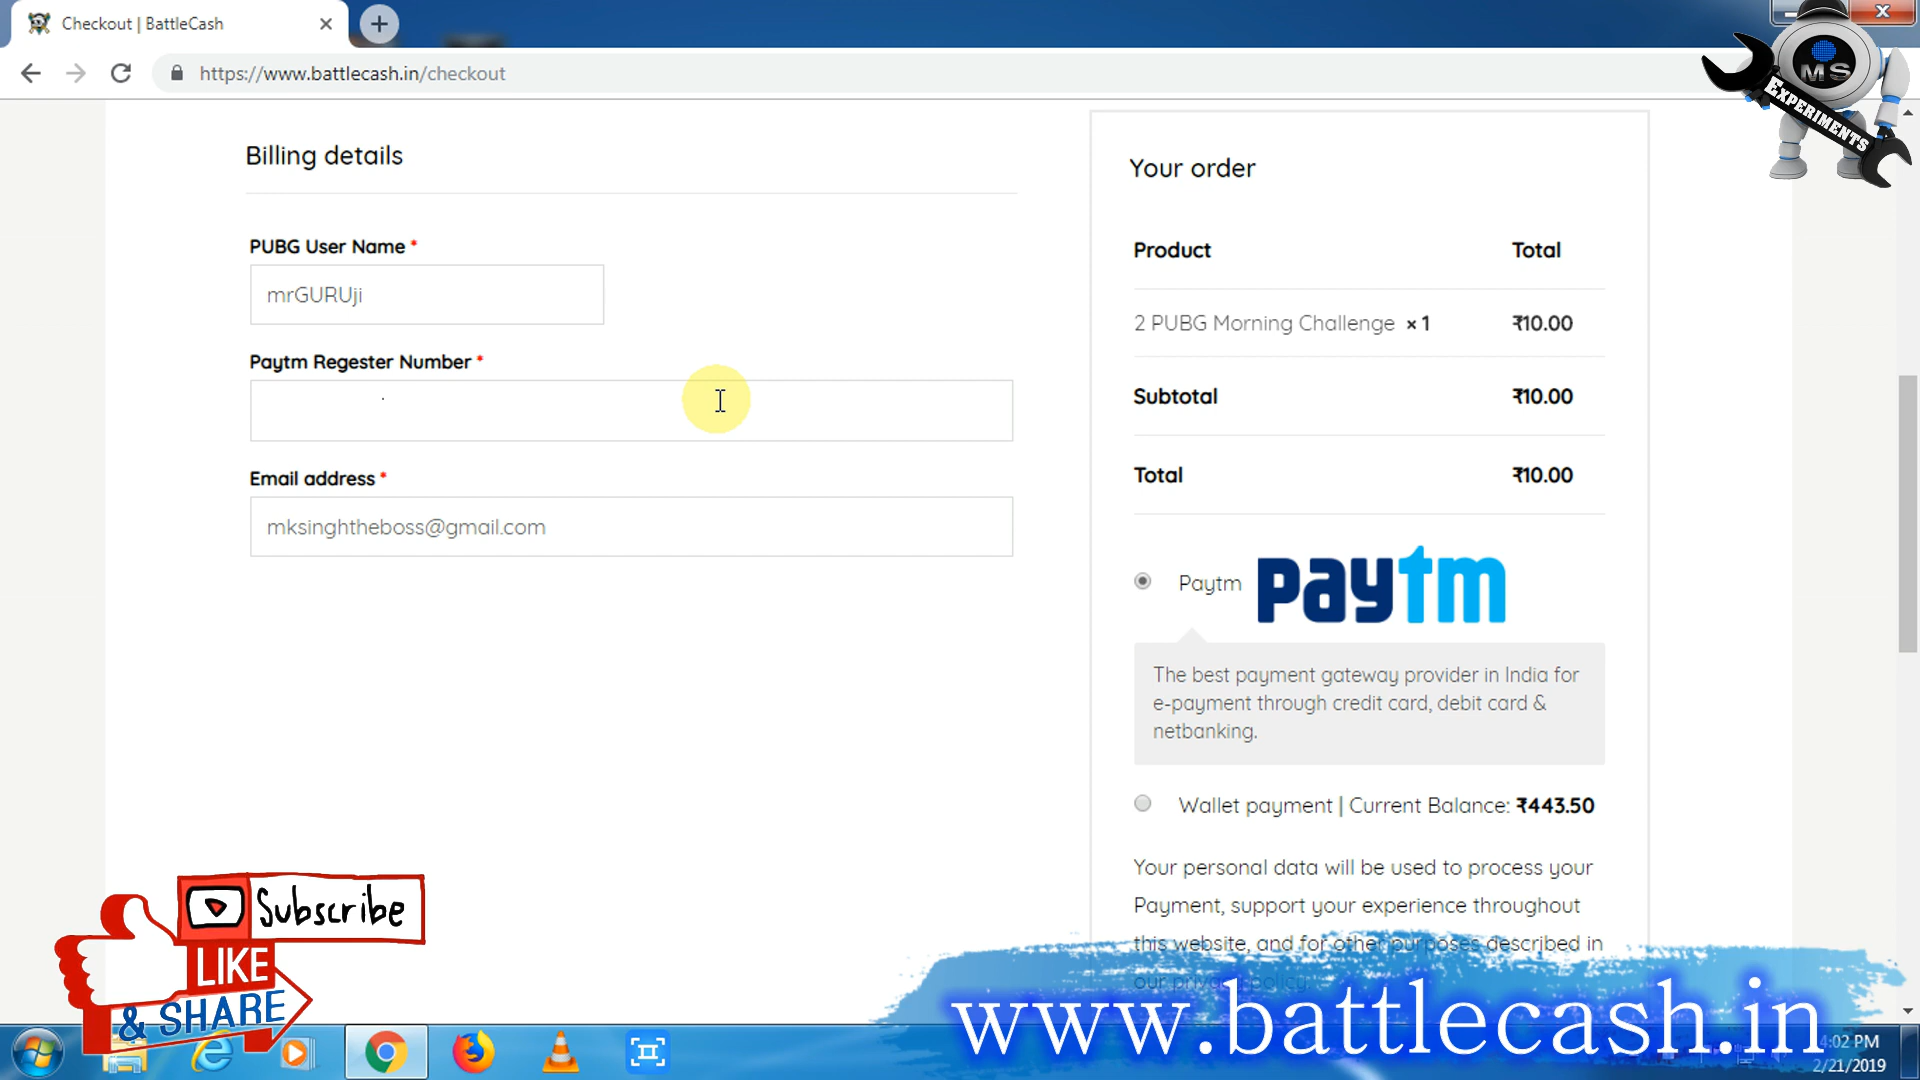 Checkout | BattleCash
https://www.battlecash.in/checkout
MS
EXPERIMENTS
Billing details
PUBG User Name *
mrGURUji
Paytm Regester Number *
Email address *
mksinghtheboss@gmail.com
Your order
Product Total
2 PUBG Morning Challenge × 1 ₹10.00
Subtotal ₹10.00
Total ₹10.00
Paytm paytm
The best payment gateway provider in India for
e-payment through credit card, debit card &
netbanking.
Wallet payment | Current Balance: ₹443.50
Your personal data will be used to process your
Payment, support your experience throughout
this website, and for other purposes described in
our privacy policy.
Subscribe
LIKE
& SHARE
www.battlecash.in
4:02 PM
2/21/2019